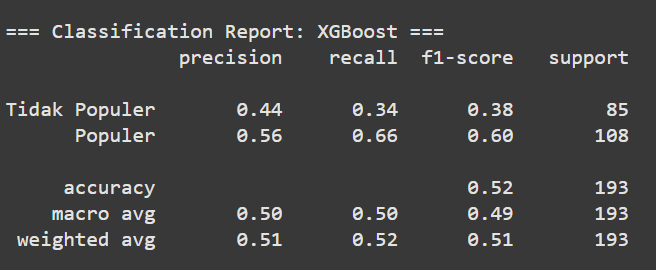 === Classification Report: XGBoost ===
precision recall f1-score support
Tidak Populer 0.44 0.34 0.38 85
Populer 0.56 0.66 0.60 108
accuracy 0.52 193
macro avg 0.50 0.50 0.49 193
weighted avg 0.51 0.52 0.51 193